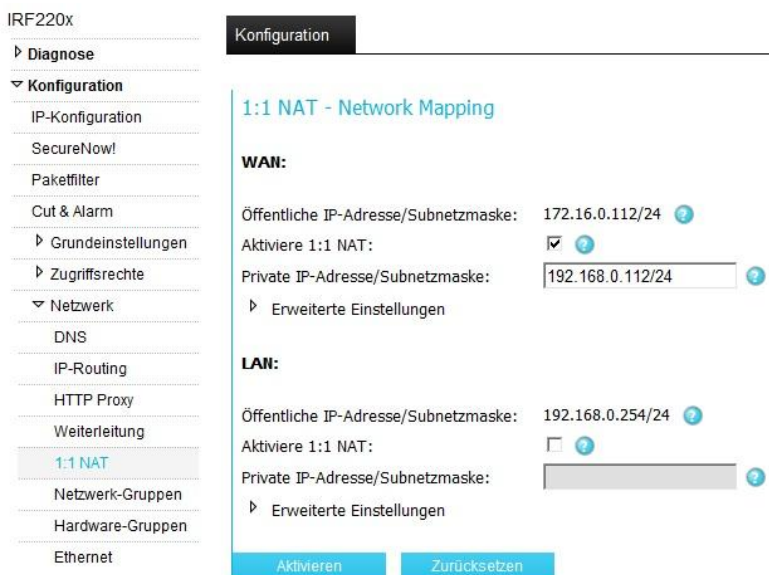 IRF220x
Diagnose
Konfiguration
IP-Konfiguration
SecureNow!
Paketfilter
Cut & Alarm
Grundeinstellungen
Zugriffsrechte
Netzwerk
DNS
IP-Routing
HTTP Proxy
Weiterleitung
1:1 NAT
Netzwerk-Gruppen
Hardware-Gruppen
Ethernet
Konfiguration
1:1 NAT - Network Mapping
WAN:
Öffentliche IP-Adresse/Subnetzmaske: 172.16.0.112/24 ?
Aktiviere 1:1 NAT: ?
Private IP-Adresse/Subnetzmaske: 192.168.0.112/24 ?
Erweiterte Einstellungen
LAN:
Öffentliche IP-Adresse/Subnetzmaske: 192.168.0.254/24 ?
Aktiviere 1:1 NAT: ?
Private IP-Adresse/Subnetzmaske: ?
Erweiterte Einstellungen
Aktivieren Zurücksetzen